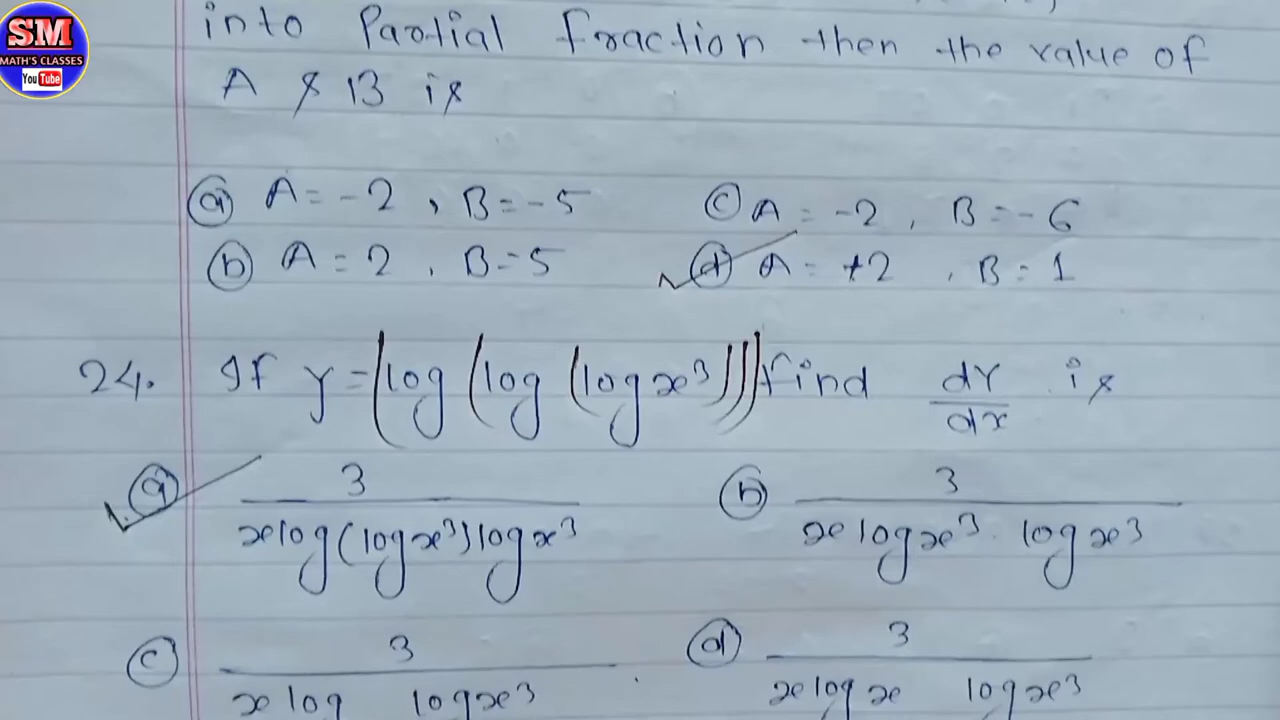 SM
MATH'S CLASSES
YouTube
into Partial fraction then the value of
A & B is
(a) A = -2 , B = -5 (c) A = -2 , B = -6
(b) A = 2 , B = 5 (d) A = +2 , B = 1
24. If y = (log (log (log x³))) find dy/dx is
(a) 3/(x log(log x³) log x³) (b) 3/(x log x³ . log x³)
(c) 3/(x log log x³) (d) 3/(x log x log x³)